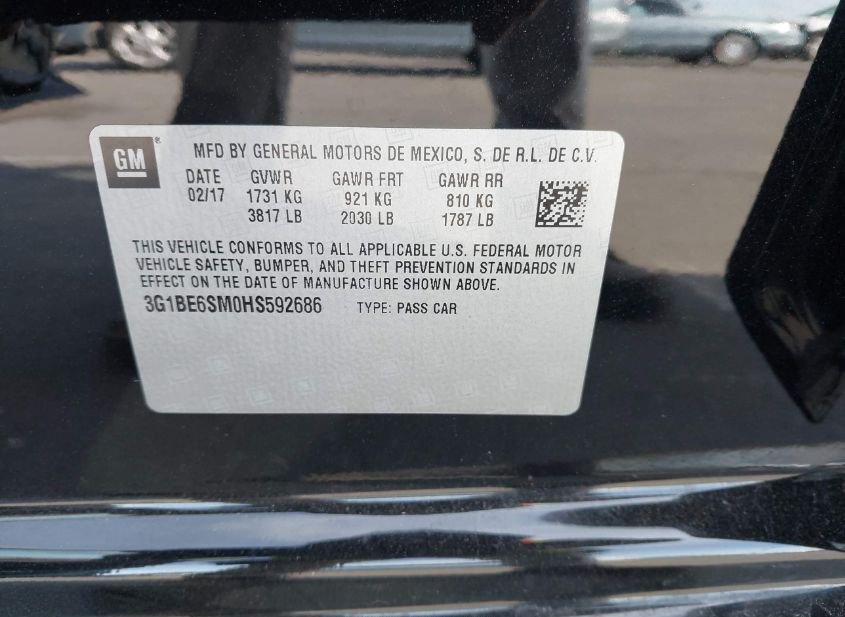 GM®
MFD BY GENERAL MOTORS DE MEXICO, S. DE R.L. DE C.V.
DATE GVWR GAWR FRT GAWR RR
02/17 1731 KG 921 KG 810 KG
3817 LB 2030 LB 1787 LB
THIS VEHICLE CONFORMS TO ALL APPLICABLE U.S. FEDERAL MOTOR
VEHICLE SAFETY, BUMPER, AND THEFT PREVENTION STANDARDS IN
EFFECT ON THE DATE OF MANUFACTURE SHOWN ABOVE.
3G1BE6SM0HS592686 TYPE: PASS CAR